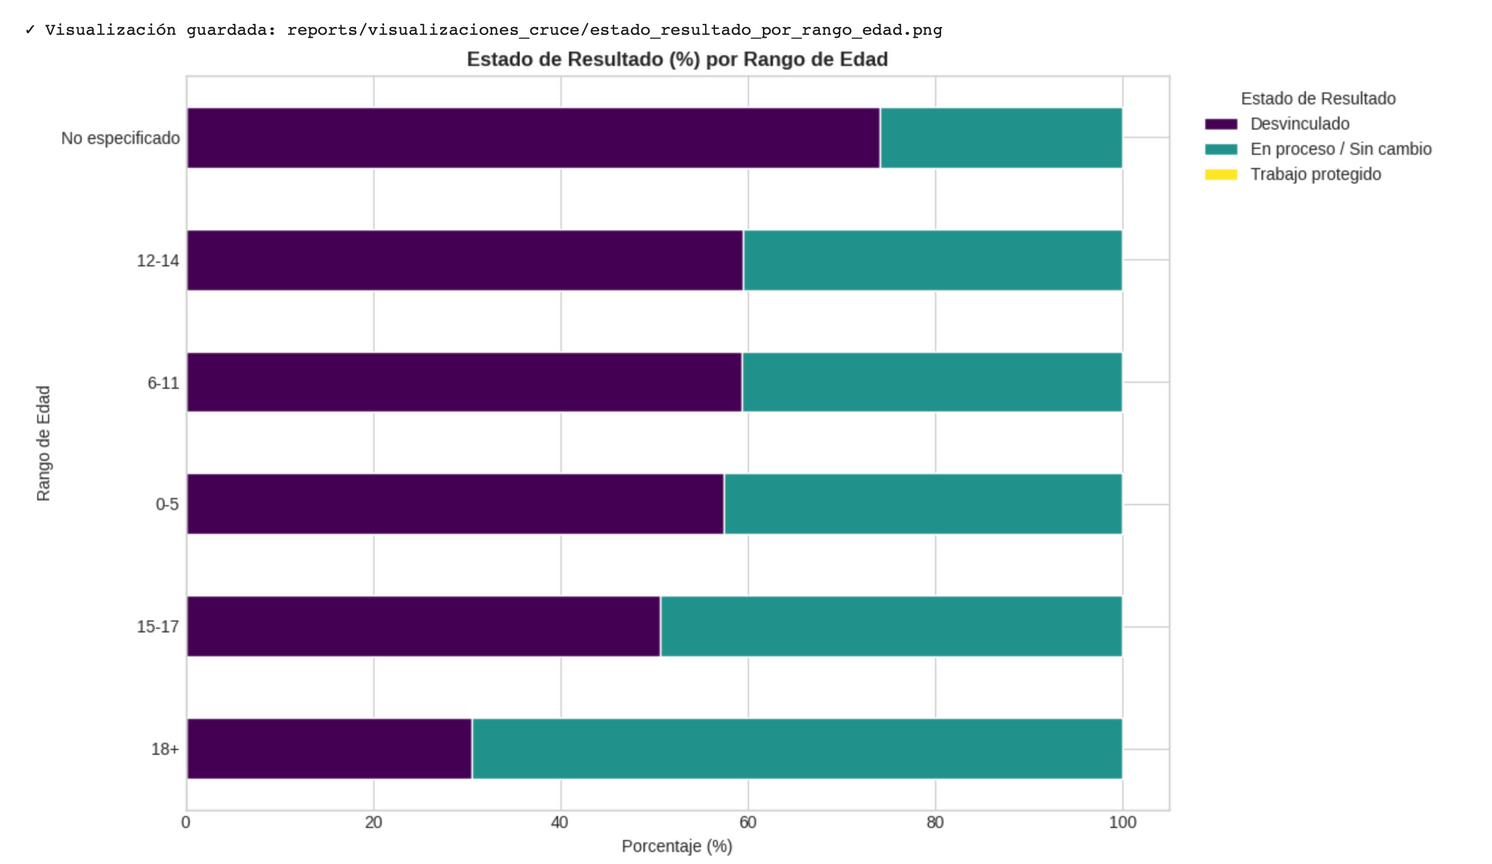 ✓ Visualización guardada: reports/visualizaciones_cruce/estado_resultado_por_rango_edad.png
Estado de Resultado (%) por Rango de Edad
Estado de Resultado
Desvinculado
En proceso / Sin cambio
Trabajo protegido
Rango de Edad
No especificado
12-14
6-11
0-5
15-17
18+
0 20 40 60 80 100
Porcentaje (%)